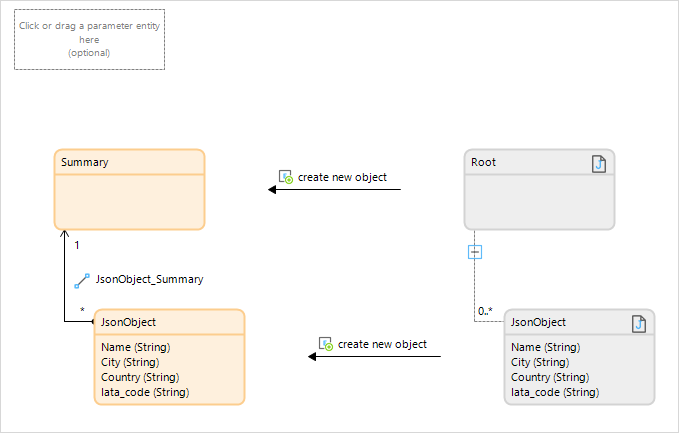 Click or drag a parameter entity
here
(optional)
Summary
create new object
Root
1
JsonObject_Summary
*
0..*
JsonObject
Name (String)
City (String)
Country (String)
Iata_code (String)
create new object
JsonObject
Name (String)
City (String)
Country (String)
Iata_code (String)